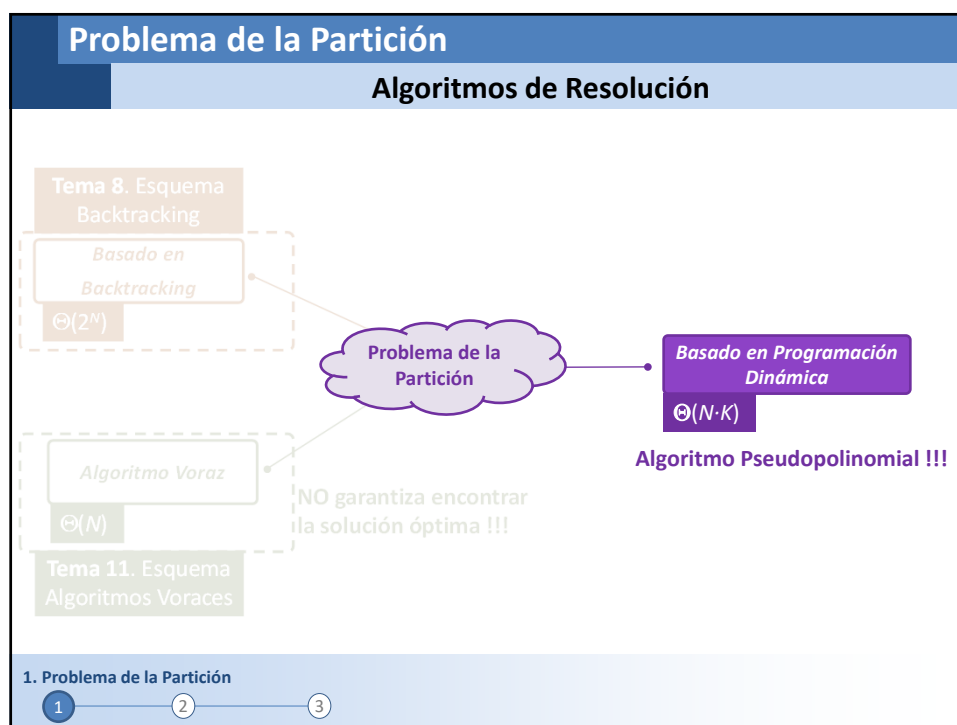 Problema de la Partición
Algoritmos de Resolución
Tema 8. Esquema
Backtracking
Basado en
Backtracking
Θ(2ᴺ)
Problema de la
Partición
Basado en Programación
Dinámica
Θ(N·K)
Algoritmo Pseudopolinomial !!!
Algoritmo Voraz
Θ(N)
NO garantiza encontrar
la solución óptima !!!
Tema 11. Esquema
Algoritmos Voraces
1. Problema de la Partición
1
2
3